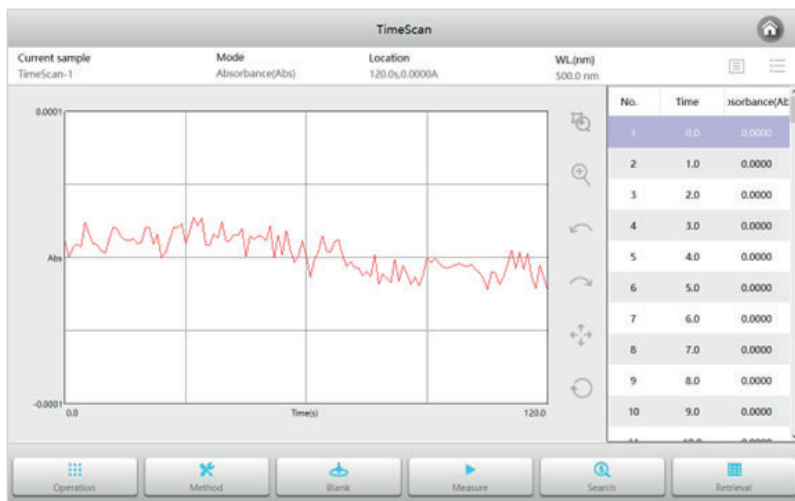 TimeScan
Current sample Mode Location WL.(nm)
TimeScan-1 Absorbance(Abs) 120.0s,0.0000A 500.0 nm
No. Time sorbance(Ab
1 0.0 0.0000
2 1.0 0.0000
3 2.0 0.0000
4 3.0 0.0000
5 4.0 0.0000
6 5.0 0.0000
7 6.0 0.0000
8 7.0 0.0000
9 8.0 0.0000
10 9.0 0.0000
0.0001
Abs
-0.0001
0.0 Time(s) 120.0
Operation Method Blank Measure Search Retrieval